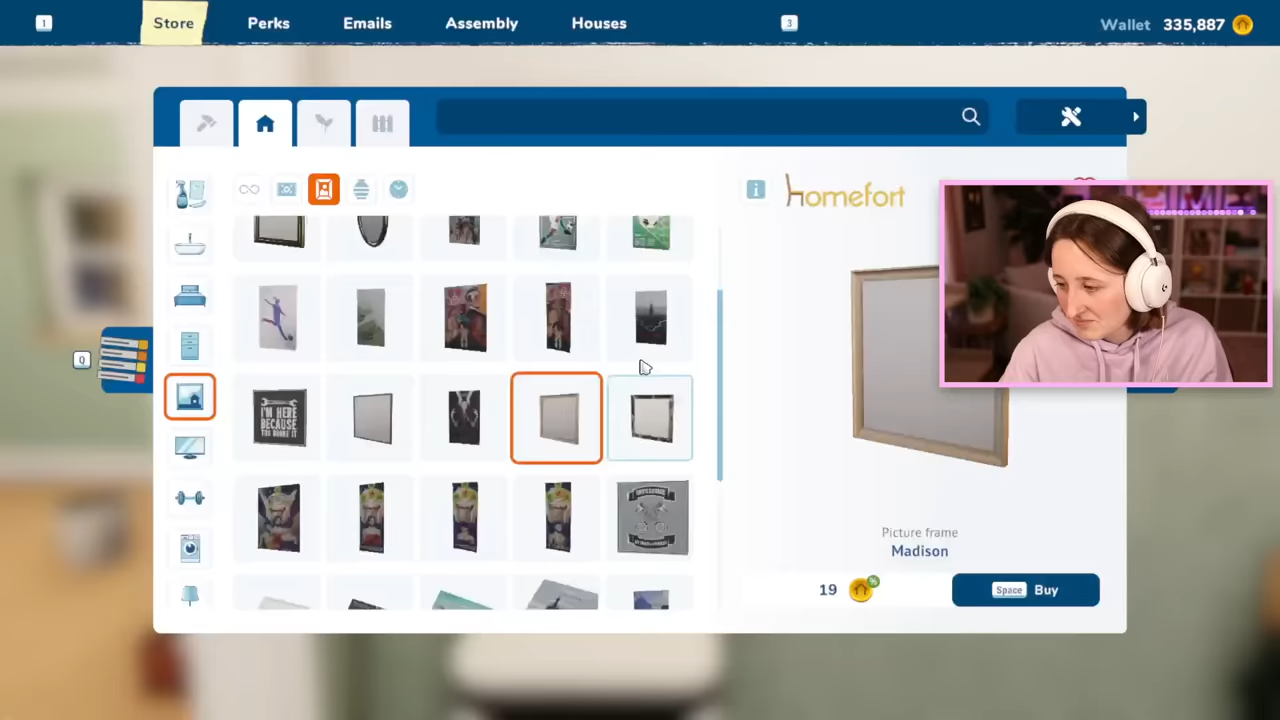 1
Store
Perks
Emails
Assembly
Houses
3
Wallet 335,887
homefort
Q
I'M HERE
BECAUSE
YOU BROKE IT
Picture frame
Madison
19
Space Buy